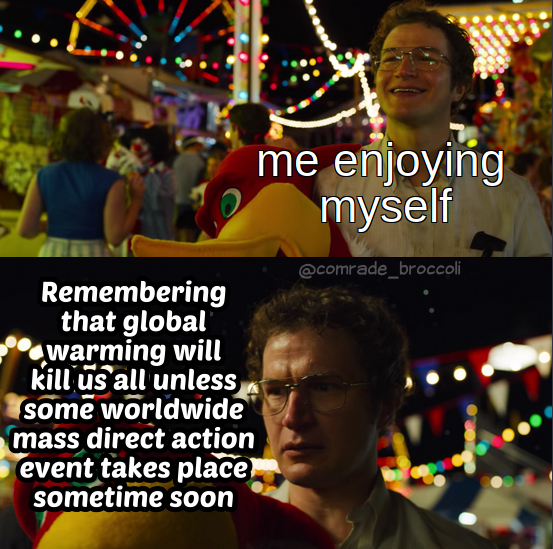 me enjoying
myself
@comrade_broccoli
Remembering
that global
warming will
kill us all unless
some worldwide
mass direct action
event takes place
sometime soon